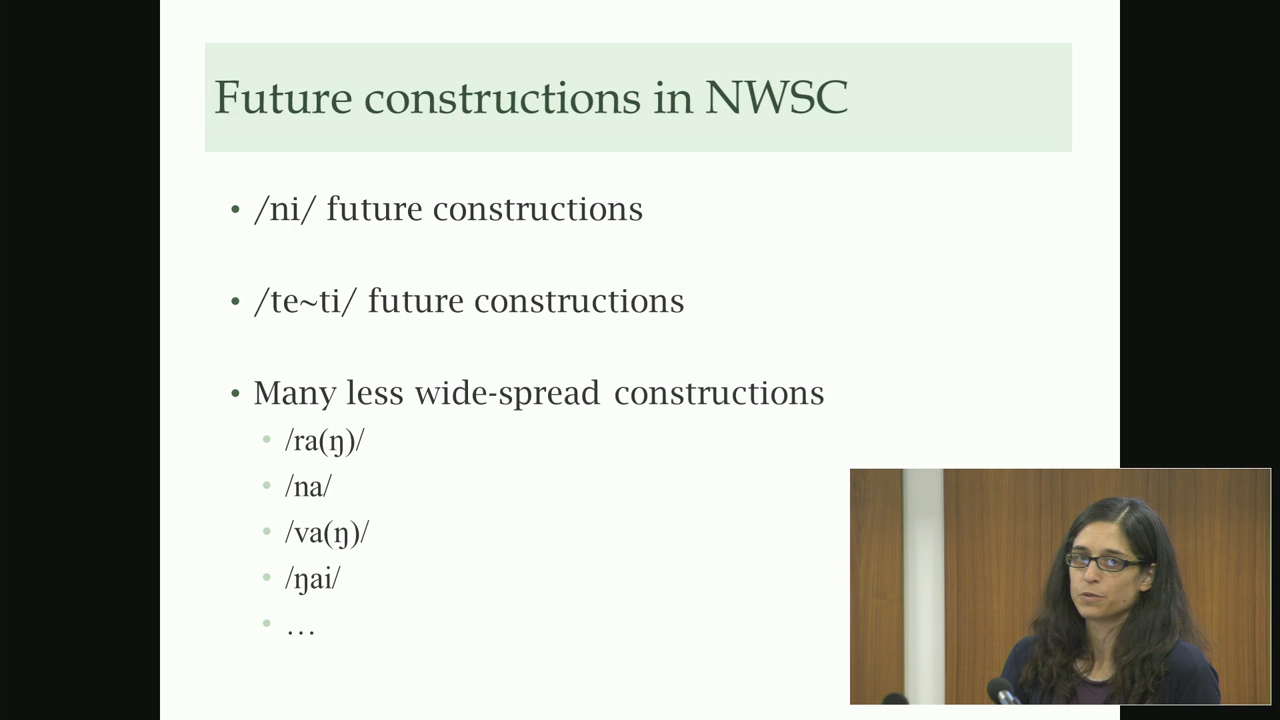 Future constructions in NWSC
• /ni/ future constructions
• /te~ti/ future constructions
• Many less wide-spread constructions
• /ra(ŋ)/
• /na/
• /va(ŋ)/
• /ŋai/
• …